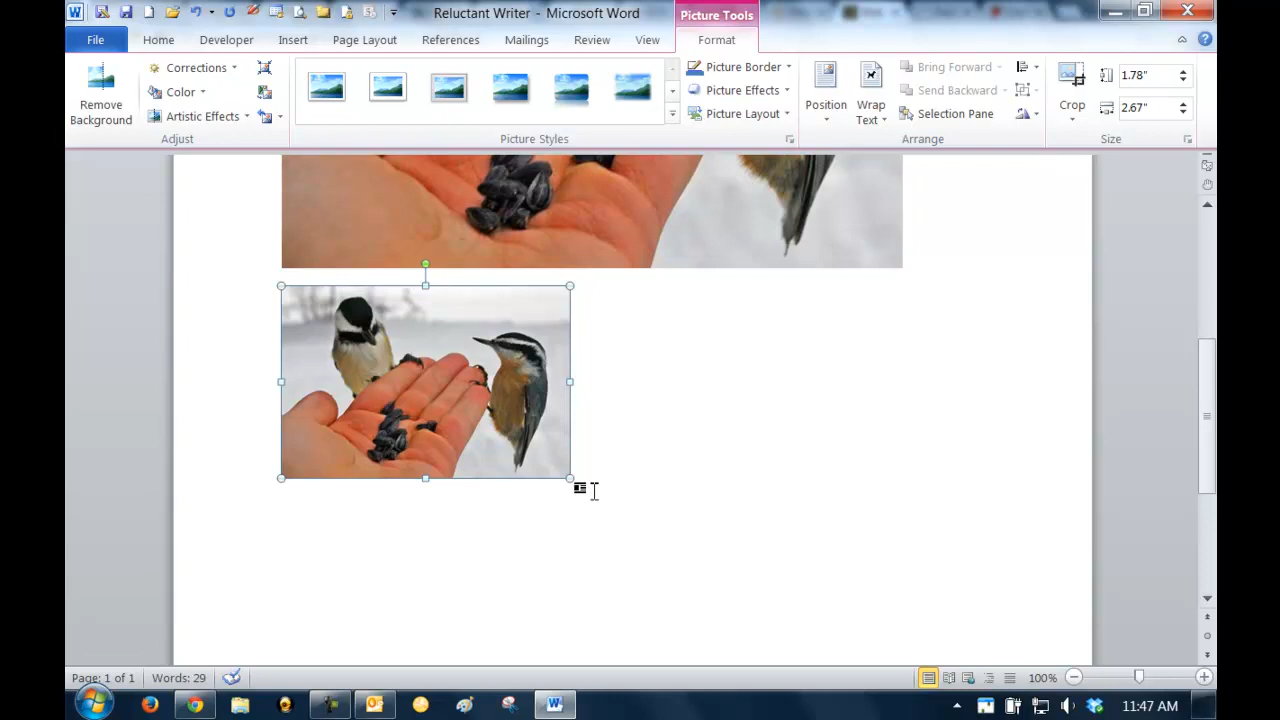 Reluctant Writer - Microsoft Word
Picture Tools
File
Home
Developer
Insert
Page Layout
References
Mailings
Review
View
Format
Remove
Background
Corrections
Color
Artistic Effects
Adjust
Picture Styles
Picture Border
Picture Effects
Picture Layout
Position
Wrap
Text
Bring Forward
Send Backward
Selection Pane
Arrange
Crop
1.78"
2.67"
Size
Page: 1 of 1
Words: 29
100%
11:47 AM